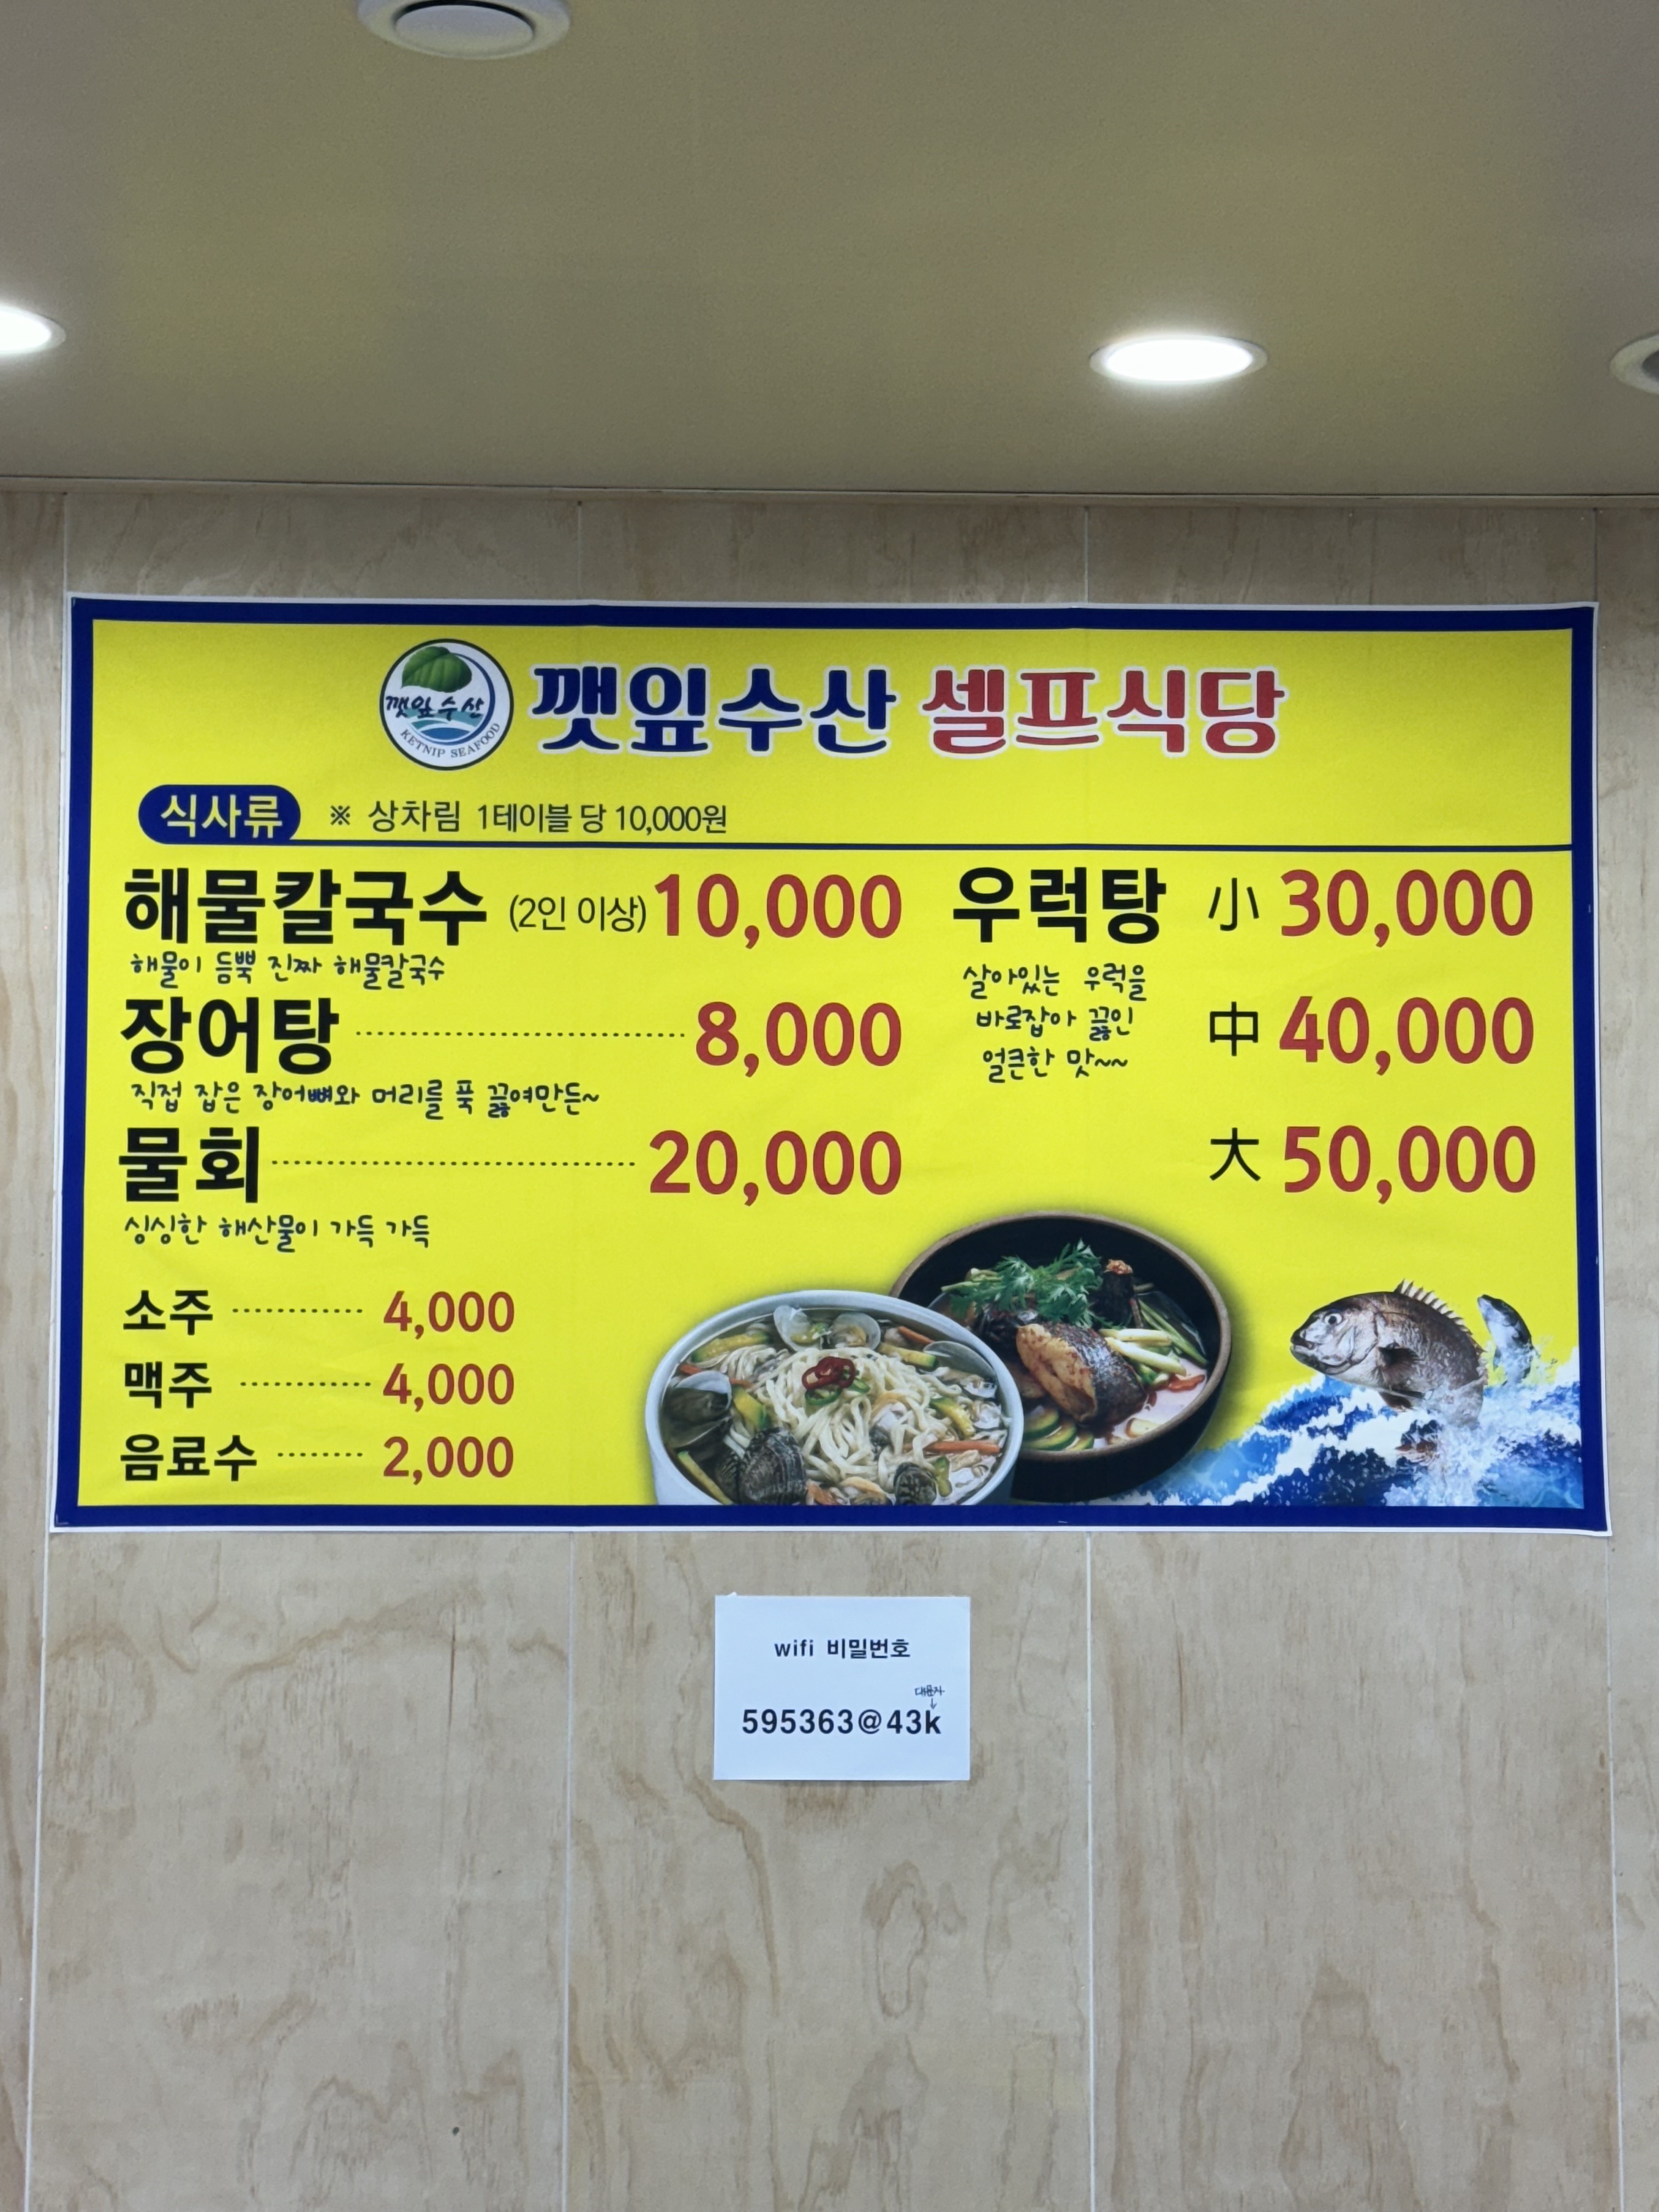 깻잎수산
KETNIP SEAFOOD
깻잎수산 셀프식당
식사류 ※ 상차림 1테이블 당 10,000원
해물칼국수 (2인 이상) 10,000
해물이 듬뿍 진짜 해물칼국수
장어탕 8,000
직접 잡은 장어뼈와 머리를 푹 끓여만든~
물회 20,000
싱싱한 해산물이 가득 가득
소주 4,000
맥주 4,000
음료수 2,000
우럭탕 小 30,000
살아있는 우럭을
바로잡아 끓인
얼큰한 맛~~
中 40,000
大 50,000
wifi 비밀번호
대문자
↓
595363@43k